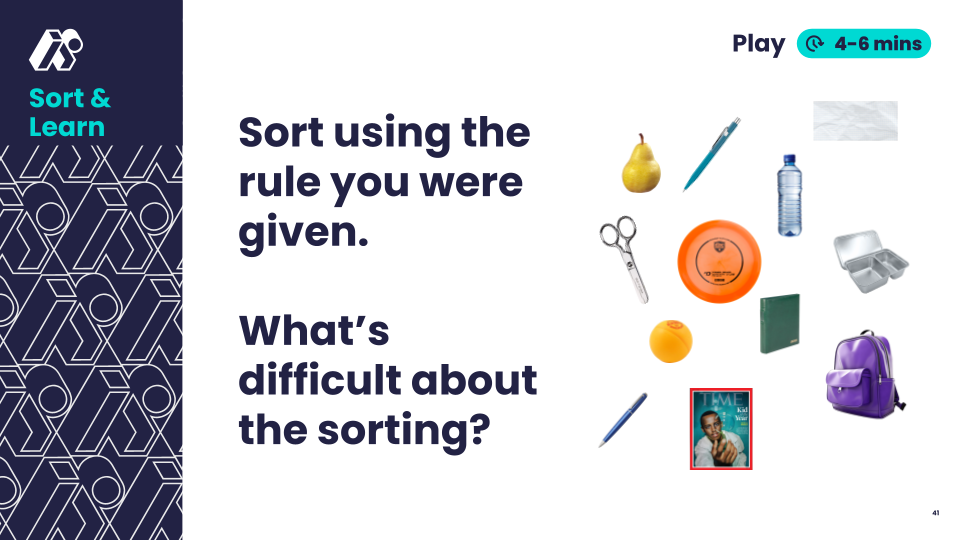 Sort &
Learn
Play
4-6 mins
Sort using the
rule you were
given.
What's
difficult about
the sorting?
TIME
Kid
Year
41